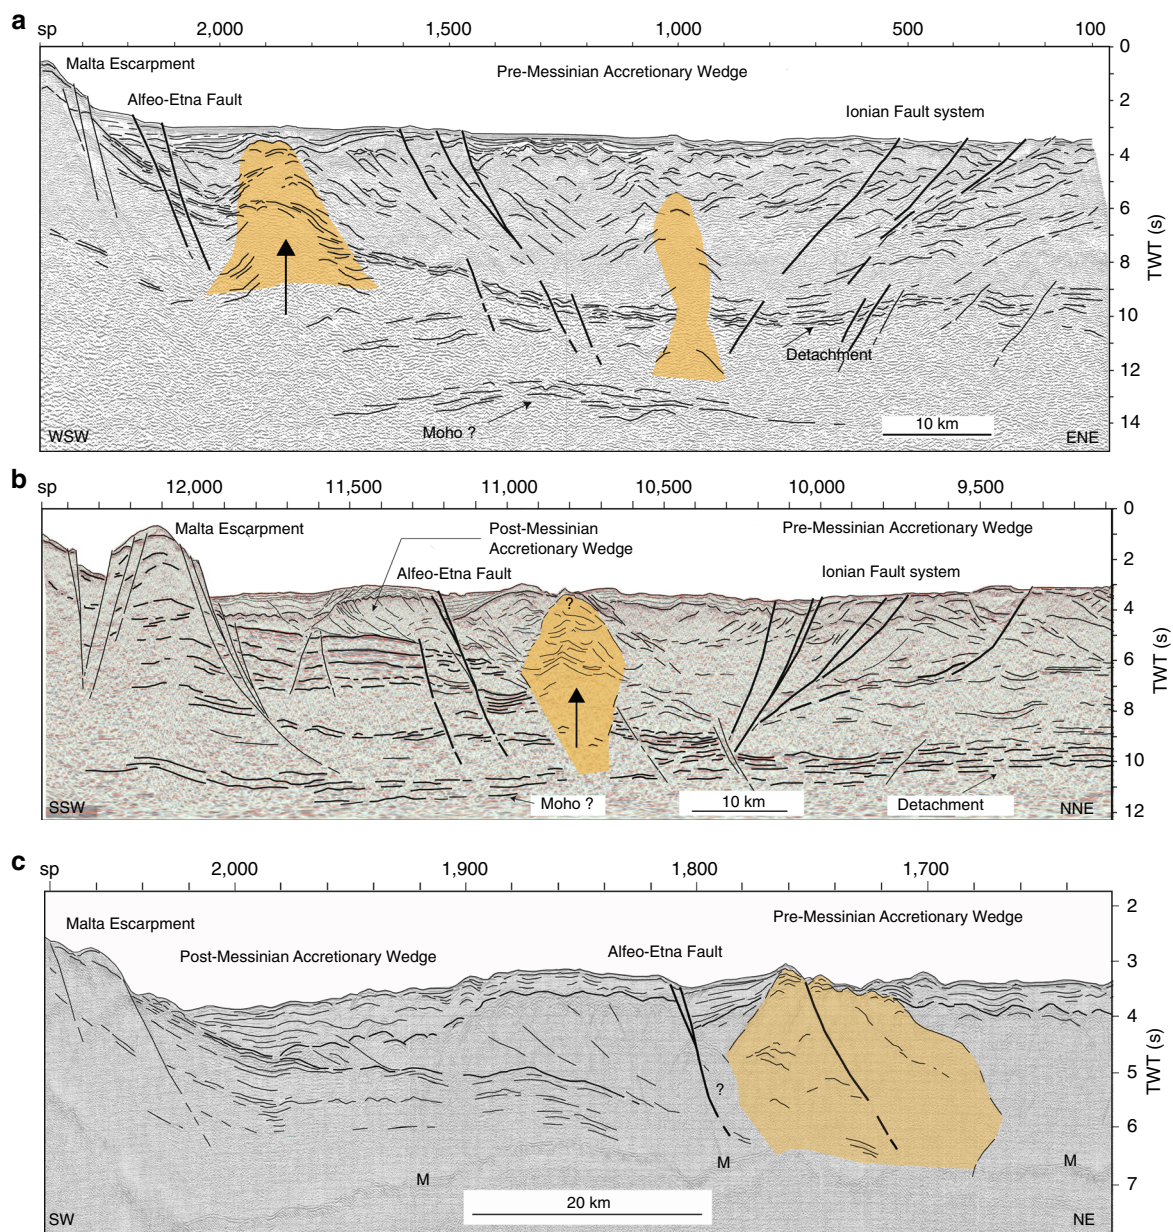 a
sp 2,000 1,500 1,000 500 100
Malta Escarpment
Pre-Messinian Accretionary Wedge
Alfeo-Etna Fault
Ionian Fault system
0
2
4
6
8
10
12
14
TWT (s)
Detachment
Moho ?
10 km
WSW
ENE
b
sp 12,000 11,500 11,000 10,500 10,000 9,500
Malta Escarpment
Post-Messinian
Accretionary Wedge
Pre-Messinian Accretionary Wedge
Alfeo-Etna Fault
Ionian Fault system
?
0
2
4
6
8
10
12
TWT (s)
SSW
Moho ?
10 km
Detachment
NNE
c
sp 2,000 1,900 1,800 1,700
Malta Escarpment
Pre-Messinian Accretionary Wedge
Post-Messinian Accretionary Wedge
Alfeo-Etna Fault
2
3
4
5
6
7
TWT (s)
?
M
M
M
20 km
SW
NE